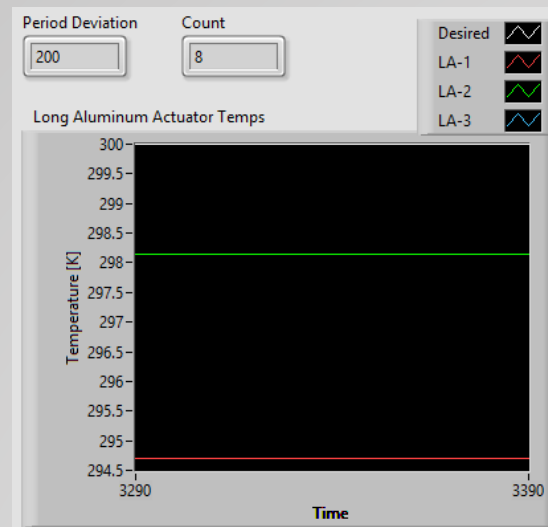 Period Deviation
200
Count
8
Desired
LA-1
LA-2
LA-3
Long Aluminum Actuator Temps
Temperature [K]
300
299.5
299
298.5
298
297.5
297
296.5
296
295.5
295
294.5
3290
3390
Time